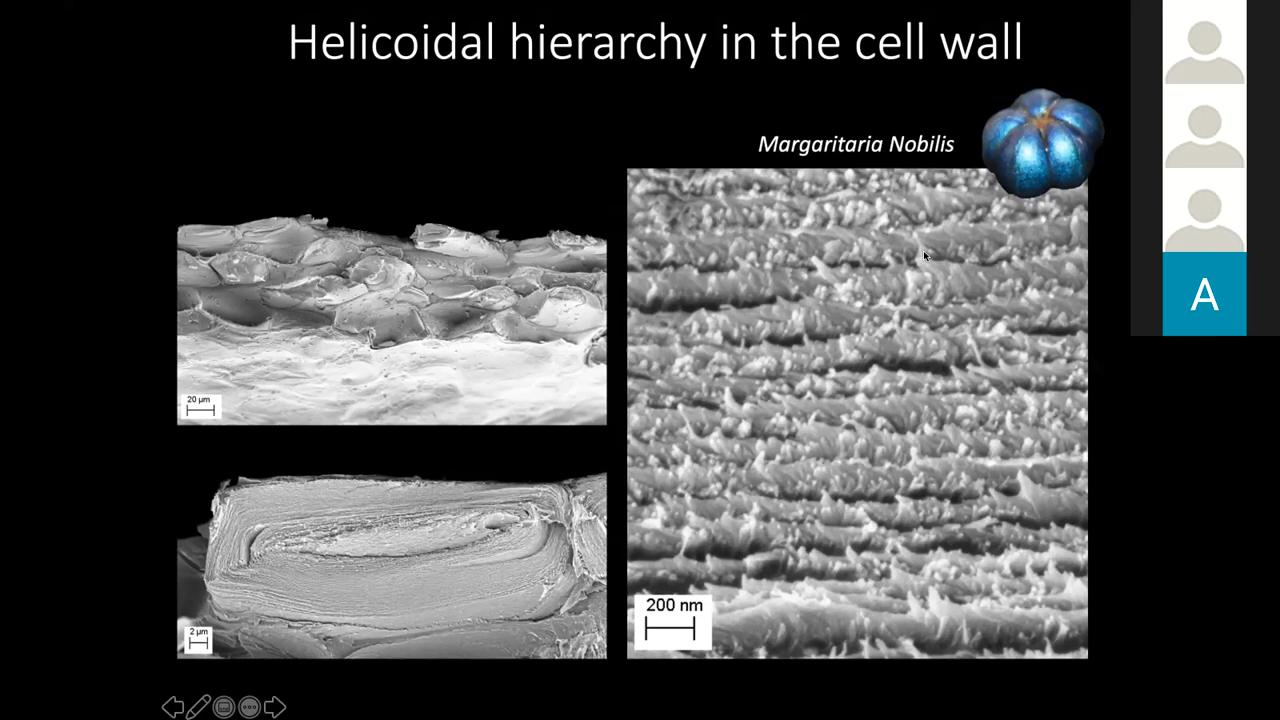 Helicoidal hierarchy in the cell wall
Margaritaria Nobilis
20 µm
2 µm
200 nm
A